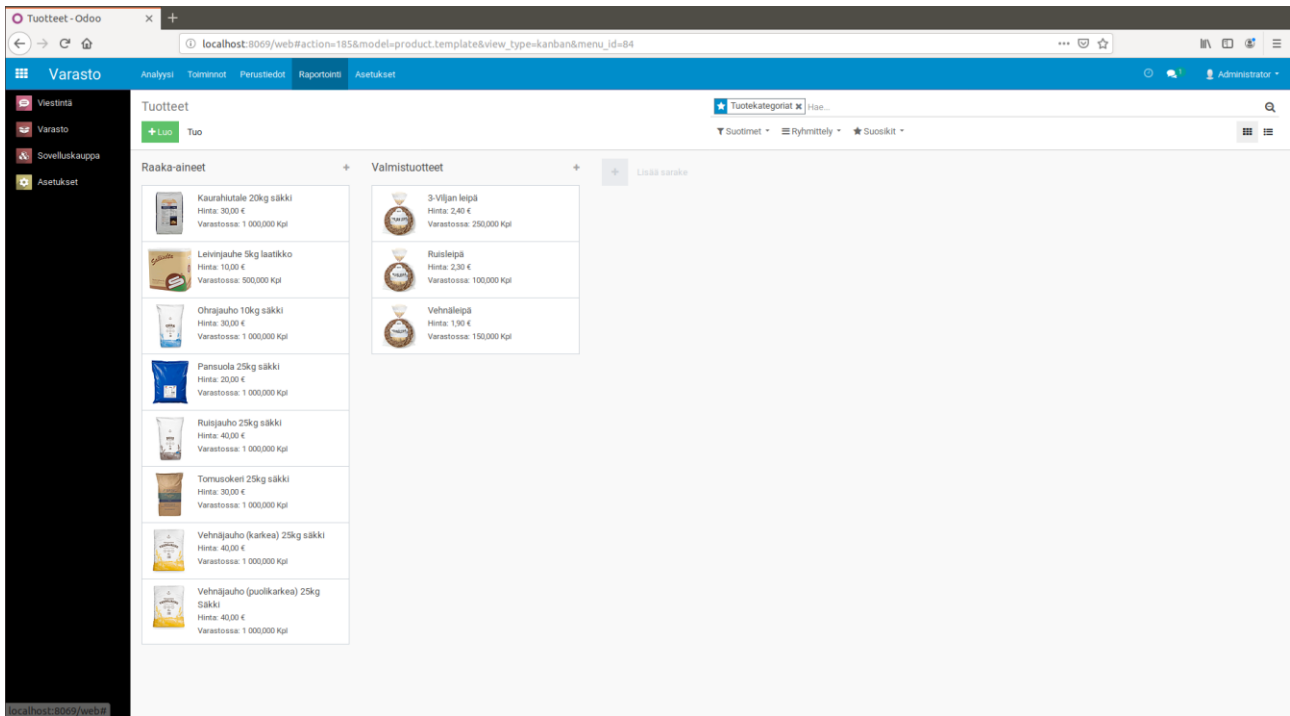 Tuotteet - Odoo
localhost:8069/web#action=185&model=product.template&view_type=kanban&menu_id=84
Varasto
Analyysi Toiminnot Perustiedot Raportointi Asetukset
1 Administrator
Viestintä
Varasto
Sovelluskauppa
Asetukset
Tuotteet
Tuotekategoriat x Hae...
+Luo Tuo
Suotimet Ryhmittely Suosikit
Raaka-aineet +
Kaurahiutale 20kg säkki
Hinta: 30,00 €
Varastossa: 1 000,000 Kpl
Leivinjauhe 5kg laatikko
Hinta: 10,00 €
Varastossa: 500,000 Kpl
Ohrajauho 10kg säkki
Hinta: 30,00 €
Varastossa: 1 000,000 Kpl
Pansuola 25kg säkki
Hinta: 20,00 €
Varastossa: 1 000,000 Kpl
Ruisjauho 25kg säkki
Hinta: 40,00 €
Varastossa: 1 000,000 Kpl
Tomusokeri 25kg säkki
Hinta: 30,00 €
Varastossa: 1 000,000 Kpl
Vehnäjauho (karkea) 25kg säkki
Hinta: 40,00 €
Varastossa: 1 000,000 Kpl
Vehnäjauho (puolikarkea) 25kg
Säkki
Hinta: 40,00 €
Varastossa: 1 000,000 Kpl
Valmistuotteet +
3-Viljan leipä
Hinta: 2,40 €
Varastossa: 250,000 Kpl
Ruisleipä
Hinta: 2,30 €
Varastossa: 100,000 Kpl
Vehnäleipä
Hinta: 1,90 €
Varastossa: 150,000 Kpl
+ Lisää sarake
localhost:8069/web#